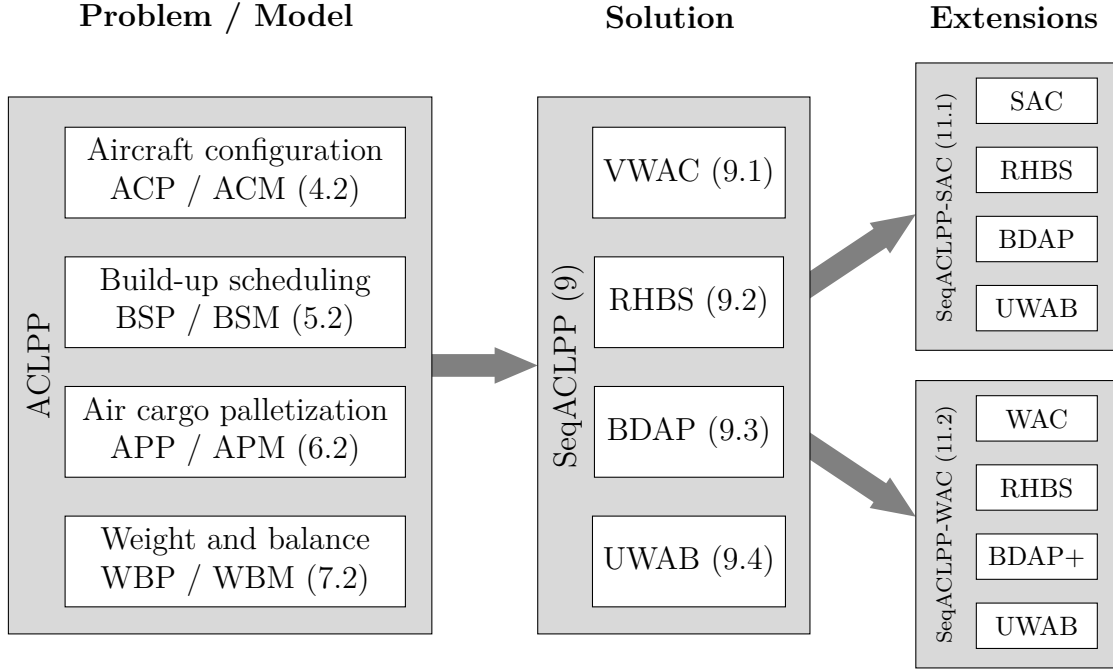 Problem / Model
Solution
Extensions
ACLPP
Aircraft configuration
ACP / ACM (4.2)
Build-up scheduling
BSP / BSM (5.2)
Air cargo palletization
APP / APM (6.2)
Weight and balance
WBP / WBM (7.2)
SeqACLPP (9)
VWAC (9.1)
RHBS (9.2)
BDAP (9.3)
UWAB (9.4)
SeqACLPP-SAC (11.1)
SAC
RHBS
BDAP
UWAB
SeqACLPP-WAC (11.2)
WAC
RHBS
BDAP+
UWAB